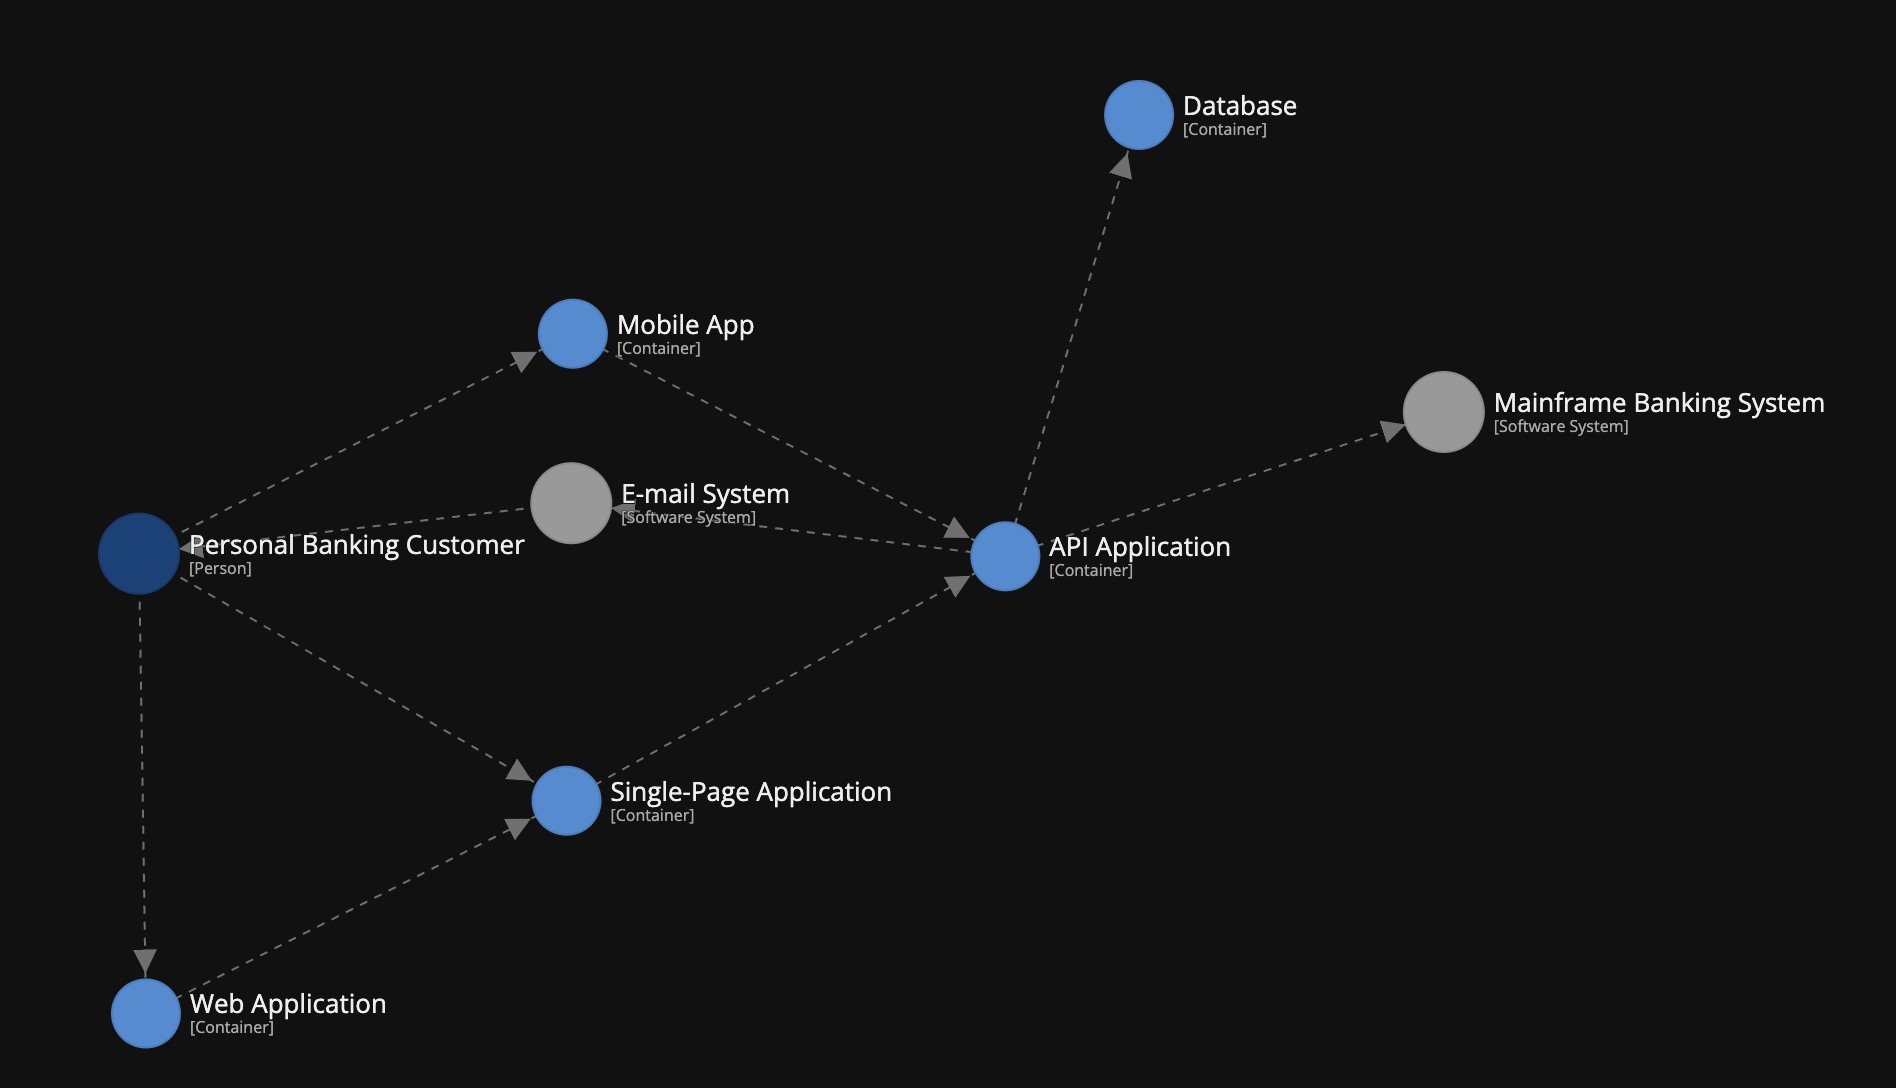 Database
[Container]
Mobile App
[Container]
Mainframe Banking System
[Software System]
E-mail System
[Software System]
Personal Banking Customer
[Person]
API Application
[Container]
Single-Page Application
[Container]
Web Application
[Container]